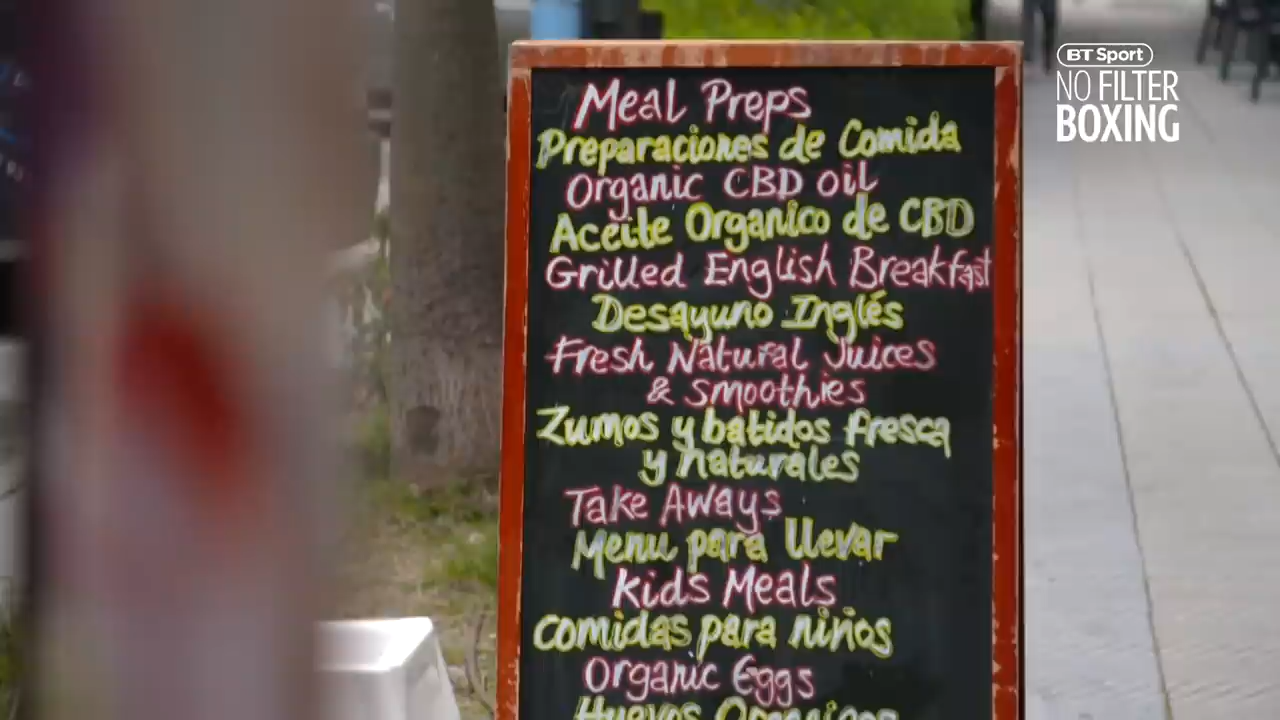 BT Sport
NO FILTER
BOXING
Meal Preps
Preparaciones de Comida
Organic CBD oil
Aceite Organico de CBD
Grilled English Breakfast
Desayuno Inglés
Fresh Natural Juices
& Smoothies
Zumos y batidos fresca
y naturales
Take Aways
Menu para llevar
Kids Meals
comidas para niños
Organic Eggs
Huevos Organicos